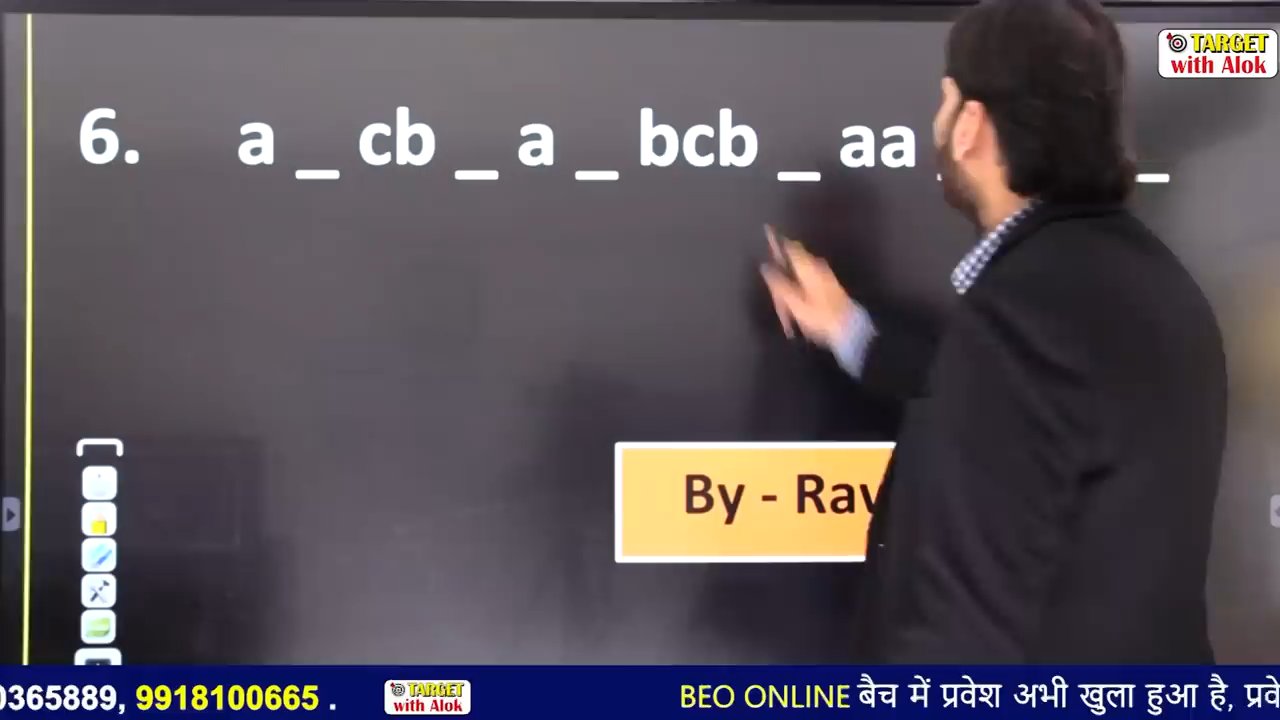 TARGET
with Alok
6. a _ cb _ a _ bcb _ aa _ _
By - Rav
0365889, 9918100665 .
TARGET
with Alok
BEO ONLINE बैच में प्रवेश अभी खुला हुआ है, प्रवे